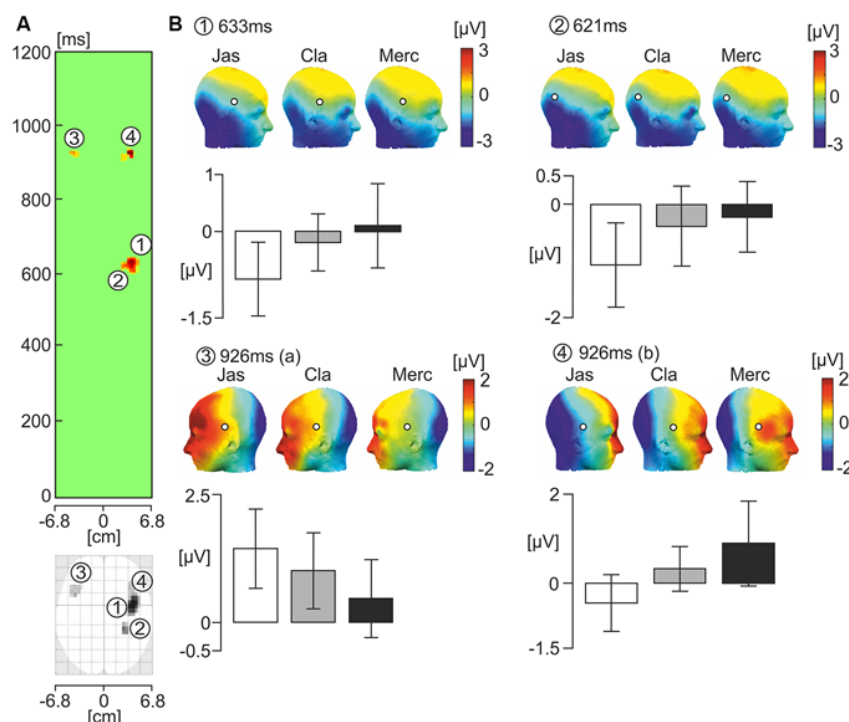 A
[ms]
1200
1000
800
600
400
200
0
③
④
①
②
-6.8 0 6.8
[cm]
③
④
①
②
-6.8 0 6.8
[cm]
B
① 633ms
[µV]
Jas Cla Merc
3
0
-3
1
0
[µV]
-1.5
② 621ms
[µV]
Jas Cla Merc
3
0
-3
0.5
0
[µV]
-2
③ 926ms (a)
[µV]
Jas Cla Merc
2
0
-2
2.5
[µV]
0
-0.5
④ 926ms (b)
[µV]
Jas Cla Merc
2
0
-2
2
[µV]
0
-1.5